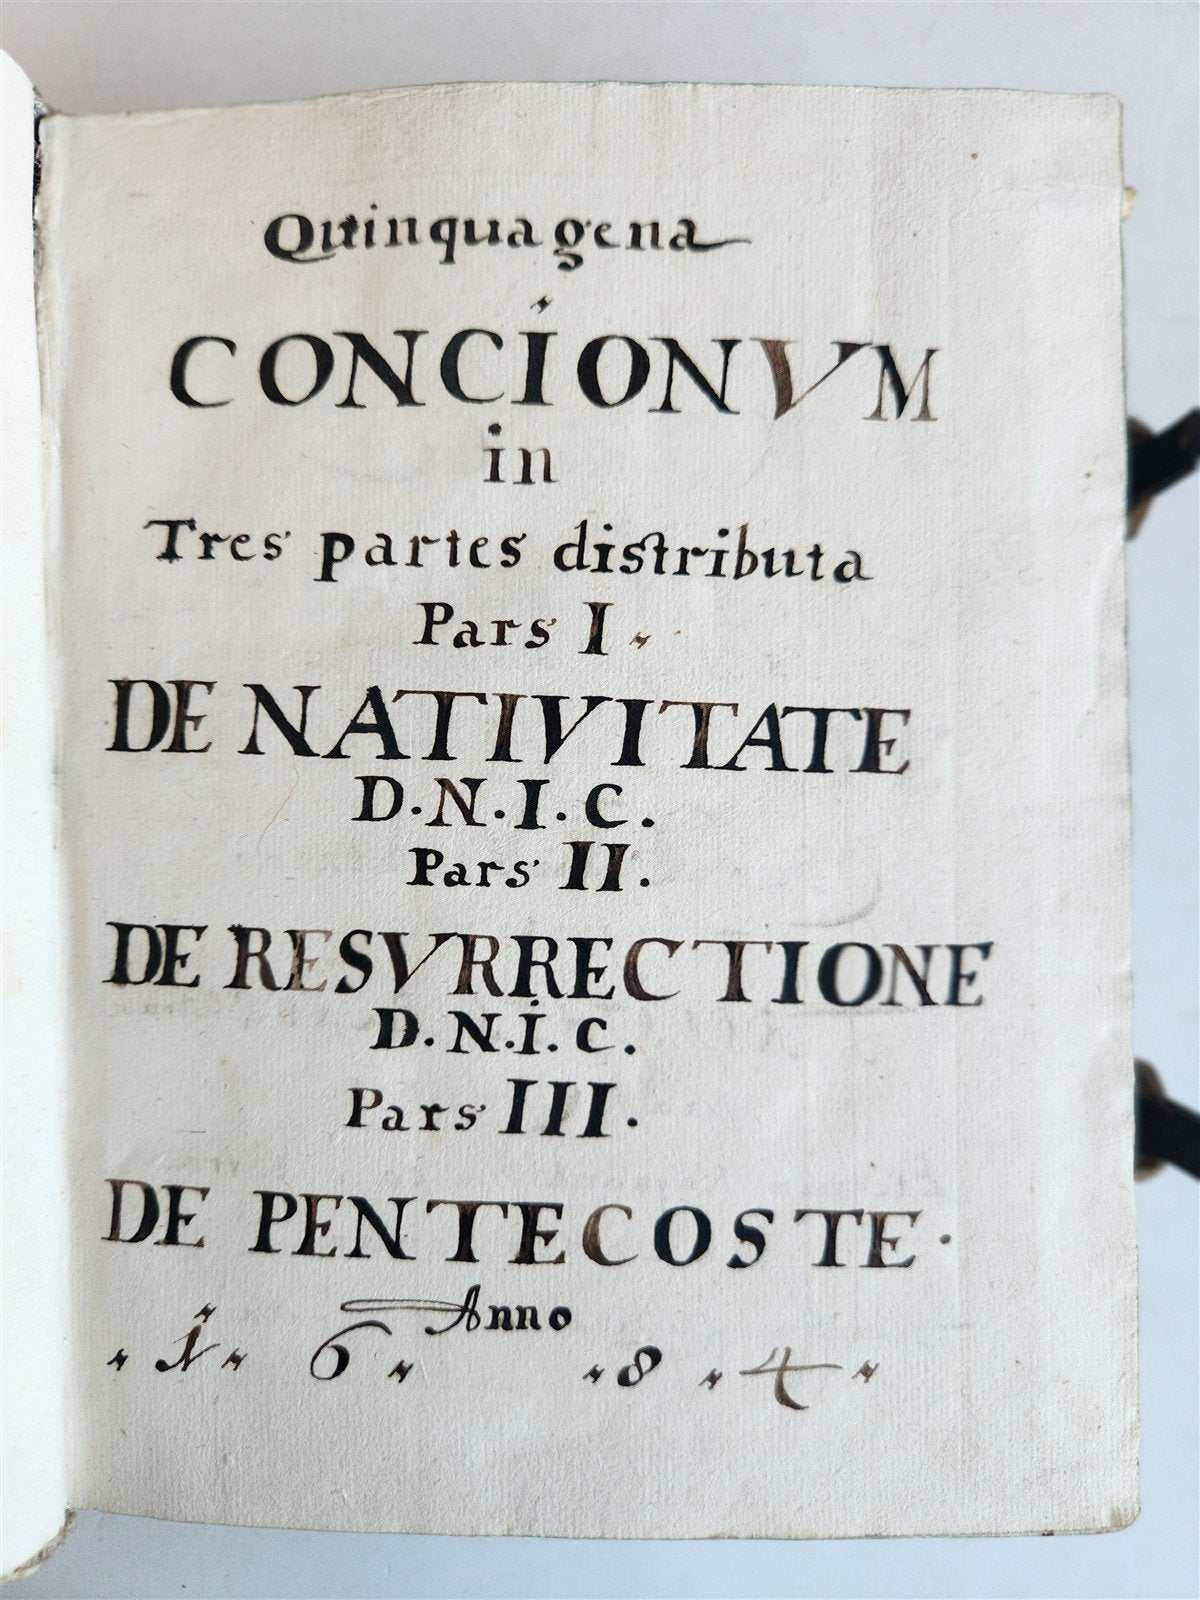 Quinquagena
CONCIONVM
in
Tres partes distributa
Pars I.
DE NATIVITATE
D.N.I.C.
Pars II.
DE RESVRRECTIONE
D.N.I.C.
Pars III.
DE PENTECOSTE.
Anno
.1.6. .8.4.